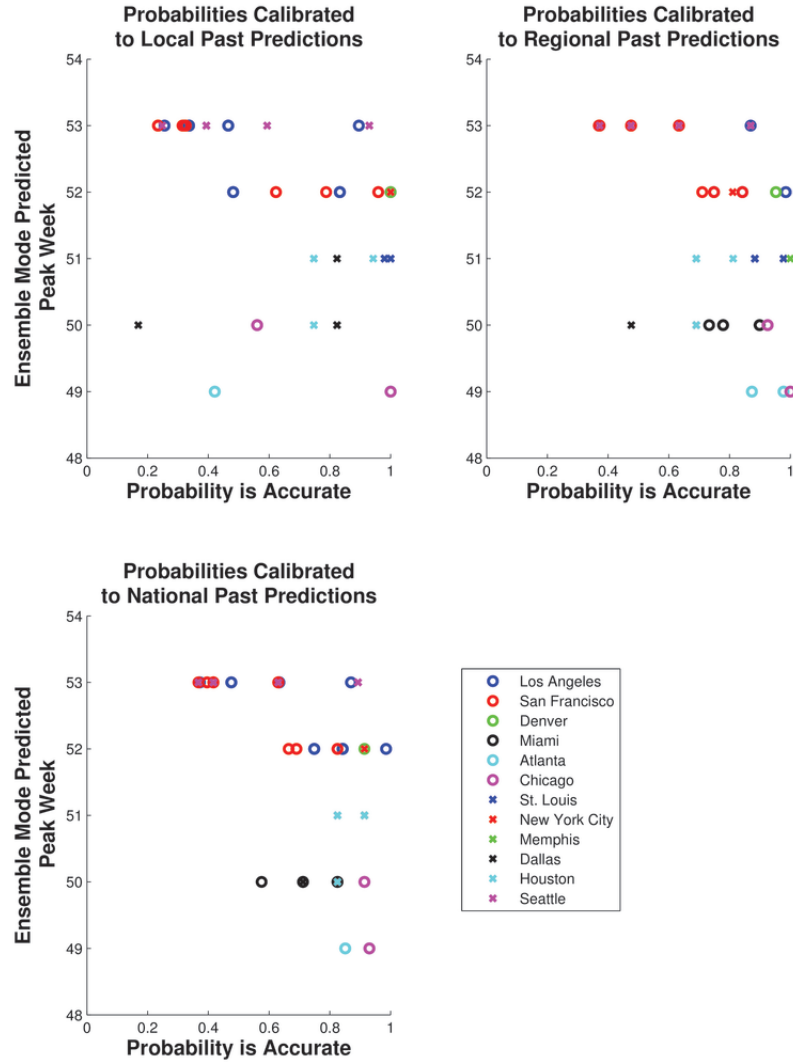 Probabilities Calibrated
to Local Past Predictions
54
53
52
51
50
49
48
0
0.2
0.4
0.6
0.8
1
Ensemble Mode Predicted
Peak Week
Probability is Accurate
Probabilities Calibrated
to Regional Past Predictions
54
53
52
51
50
49
48
0
0.2
0.4
0.6
0.8
1
Probability is Accurate
Probabilities Calibrated
to National Past Predictions
54
53
52
51
50
49
48
0
0.2
0.4
0.6
0.8
1
Ensemble Mode Predicted
Peak Week
Probability is Accurate
Los Angeles
San Francisco
Denver
Miami
Atlanta
Chicago
St. Louis
New York City
Memphis
Dallas
Houston
Seattle